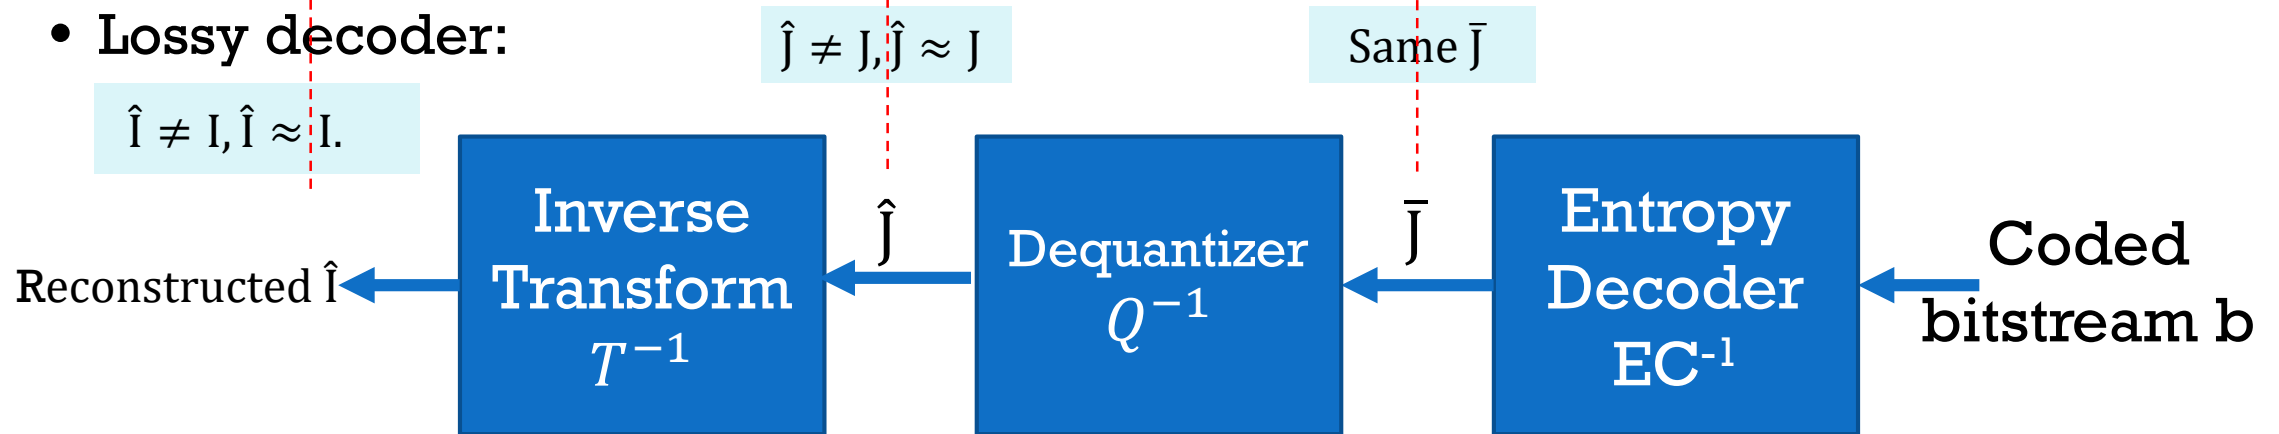 • Lossy decoder:
Ĵ ≠ J, Ĵ ≈ J
Same J̄
Î ≠ I, Î ≈ I.
Reconstructed Î
Inverse
Transform
T⁻¹
Ĵ
Dequantizer
Q⁻¹
J̄
Entropy
Decoder
EC⁻¹
Coded
bitstream b